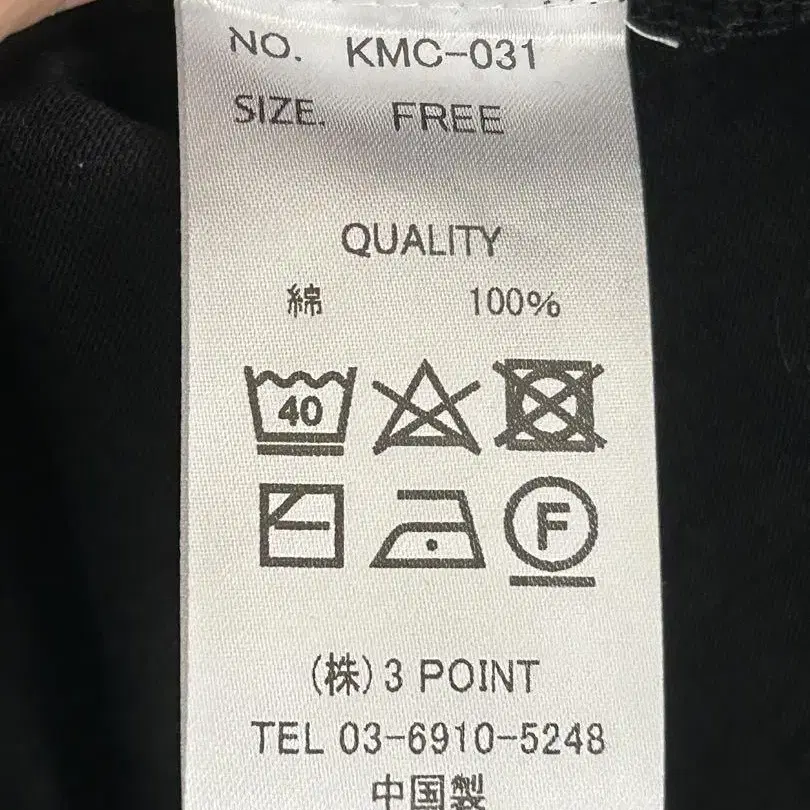 NO. KMC-031
SIZE. FREE
QUALITY
綿 100%
40
F
(株)3 POINT
TEL 03-6910-5248
中国製